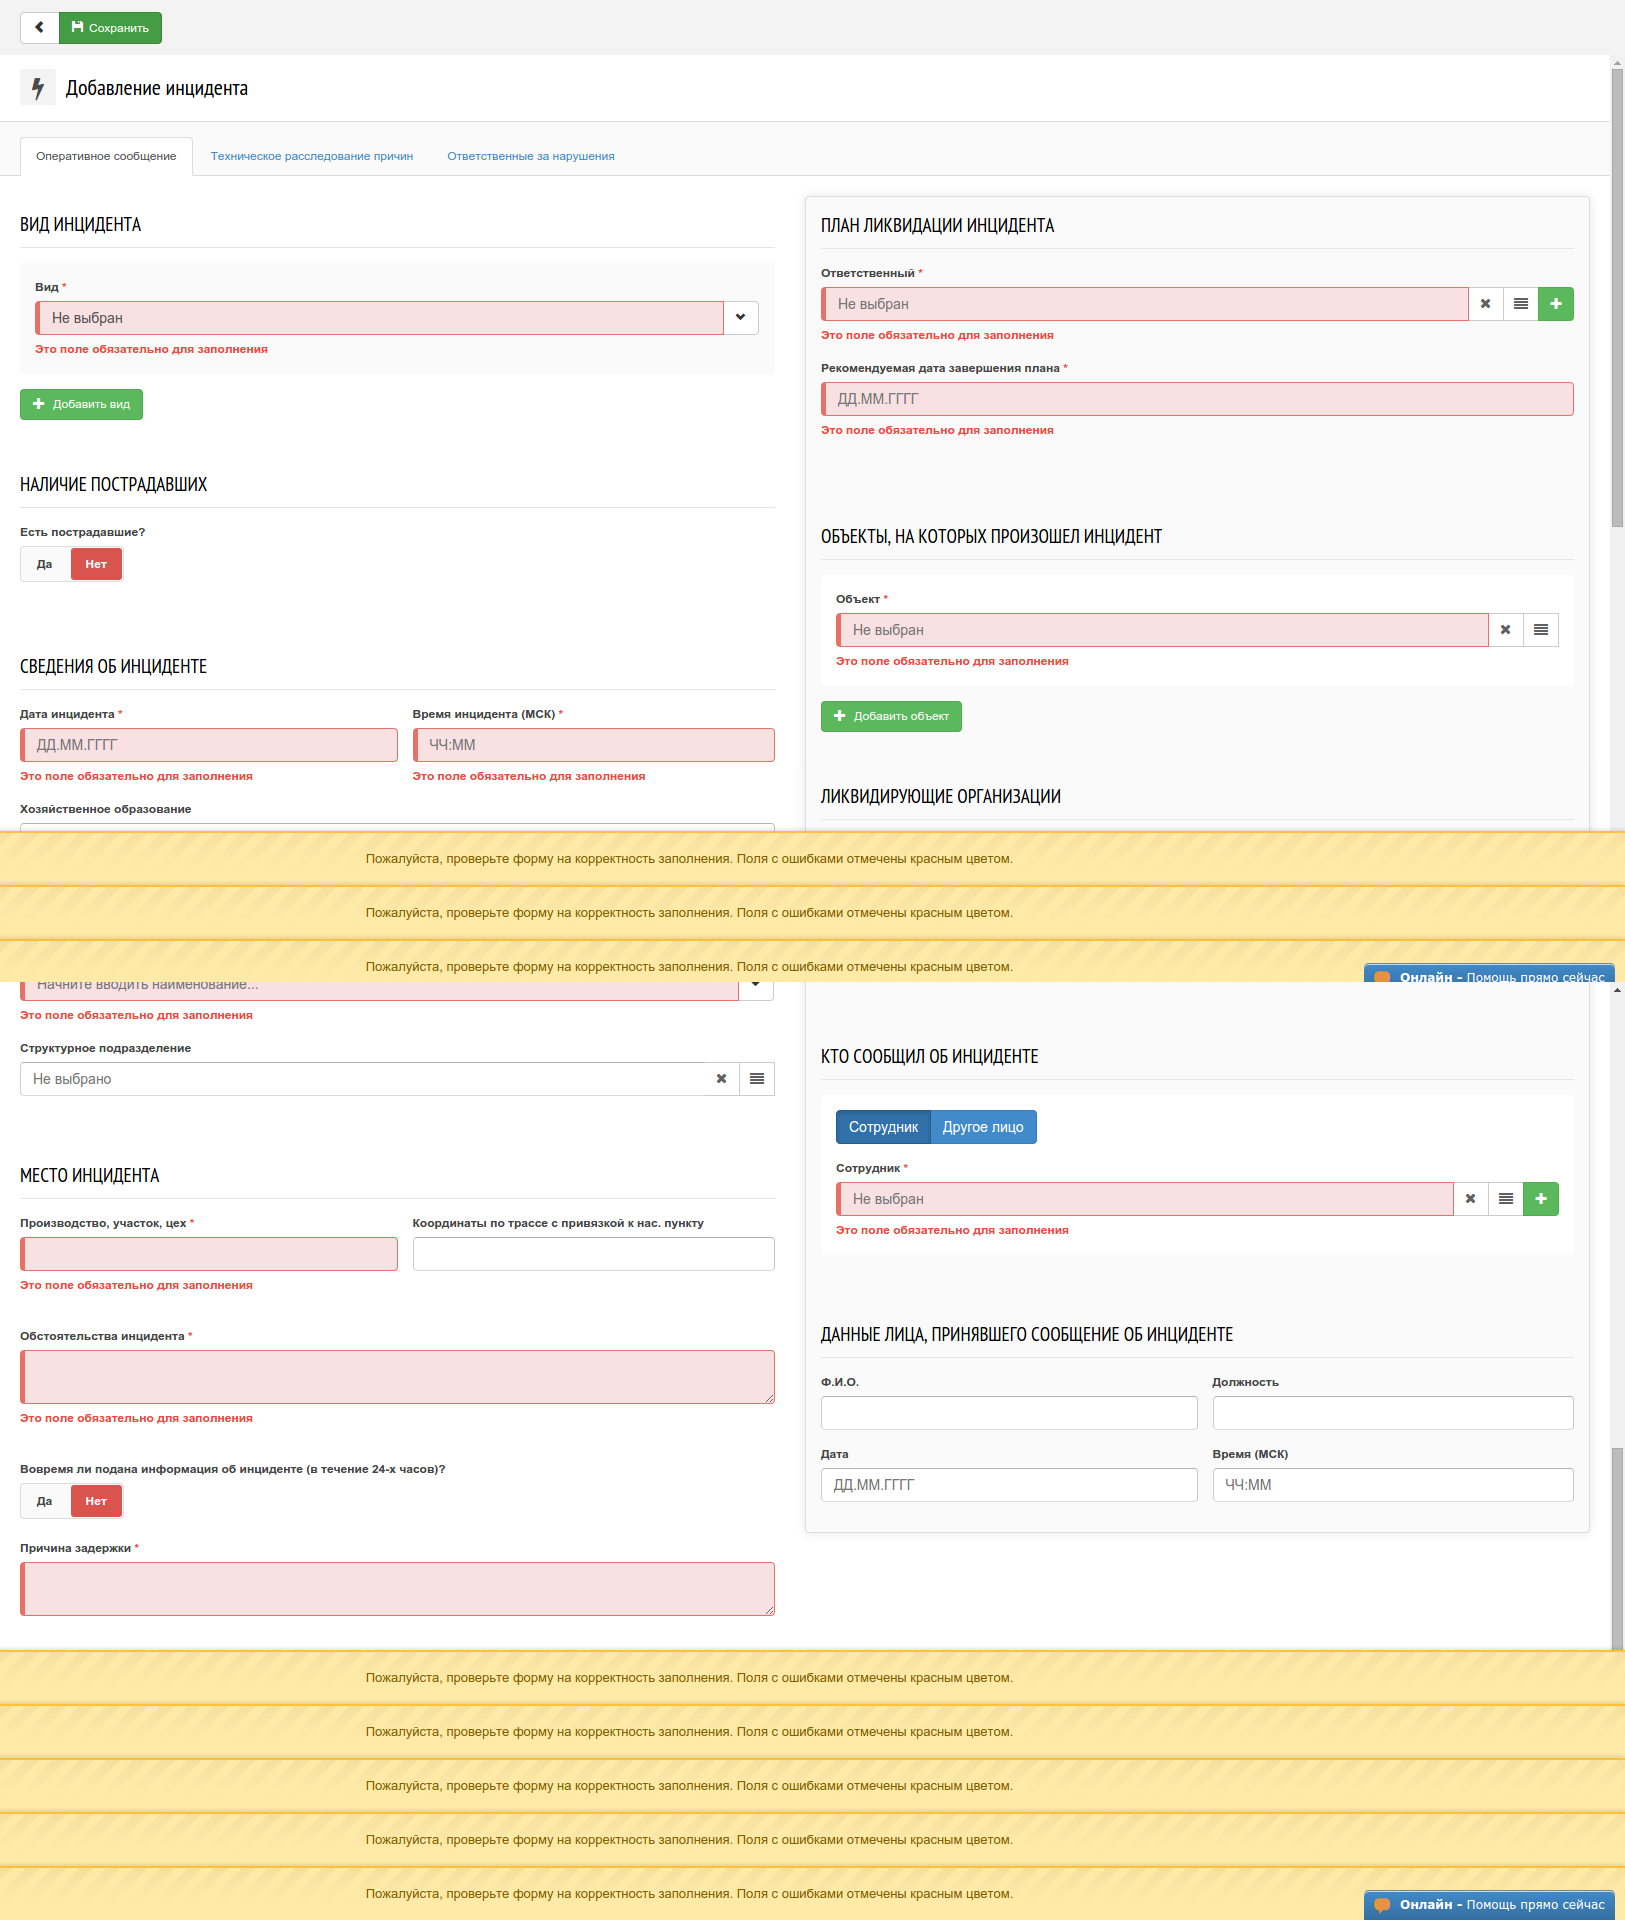 Сохранить
Добавление инцидента
Оперативное сообщение
Техническое расследование причин
Ответственные за нарушения
ВИД ИНЦИДЕНТА
Вид *
Не выбран
Это поле обязательно для заполнения
Добавить вид
НАЛИЧИЕ ПОСТРАДАВШИХ
Есть пострадавшие?
Да
Нет
СВЕДЕНИЯ ОБ ИНЦИДЕНТЕ
Дата инцидента *
Время инцидента (МСК) *
ДД.ММ.ГГГГ
ЧЧ:ММ
Это поле обязательно для заполнения
Это поле обязательно для заполнения
Хозяйственное образование
ПЛАН ЛИКВИДАЦИИ ИНЦИДЕНТА
Ответственный *
Не выбран
Это поле обязательно для заполнения
Рекомендуемая дата завершения плана *
ДД.ММ.ГГГГ
Это поле обязательно для заполнения
ОБЪЕКТЫ, НА КОТОРЫХ ПРОИЗОШЕЛ ИНЦИДЕНТ
Объект *
Не выбран
Это поле обязательно для заполнения
Добавить объект
ЛИКВИДИРУЮЩИЕ ОРГАНИЗАЦИИ
Пожалуйста, проверьте форму на корректность заполнения. Поля с ошибками отмечены красным цветом.
Пожалуйста, проверьте форму на корректность заполнения. Поля с ошибками отмечены красным цветом.
Пожалуйста, проверьте форму на корректность заполнения. Поля с ошибками отмечены красным цветом.
Онлайн - Помощь прямо сейчас
Начните вводить наименование...
Это поле обязательно для заполнения
Структурное подразделение
Не выбрано
МЕСТО ИНЦИДЕНТА
Производство, участок, цех *
Координаты по трассе с привязкой к нас. пункту
Это поле обязательно для заполнения
Обстоятельства инцидента *
Это поле обязательно для заполнения
Вовремя ли подана информация об инциденте (в течение 24-х часов)?
Да
Нет
Причина задержки *
КТО СООБЩИЛ ОБ ИНЦИДЕНТЕ
Сотрудник
Другое лицо
Сотрудник *
Не выбран
Это поле обязательно для заполнения
ДАННЫЕ ЛИЦА, ПРИНЯВШЕГО СООБЩЕНИЕ ОБ ИНЦИДЕНТЕ
Ф.И.О.
Должность
Дата
Время (МСК)
ДД.ММ.ГГГГ
ЧЧ:ММ
Пожалуйста, проверьте форму на корректность заполнения. Поля с ошибками отмечены красным цветом.
Пожалуйста, проверьте форму на корректность заполнения. Поля с ошибками отмечены красным цветом.
Пожалуйста, проверьте форму на корректность заполнения. Поля с ошибками отмечены красным цветом.
Пожалуйста, проверьте форму на корректность заполнения. Поля с ошибками отмечены красным цветом.
Пожалуйста, проверьте форму на корректность заполнения. Поля с ошибками отмечены красным цветом.
Онлайн - Помощь прямо сейчас